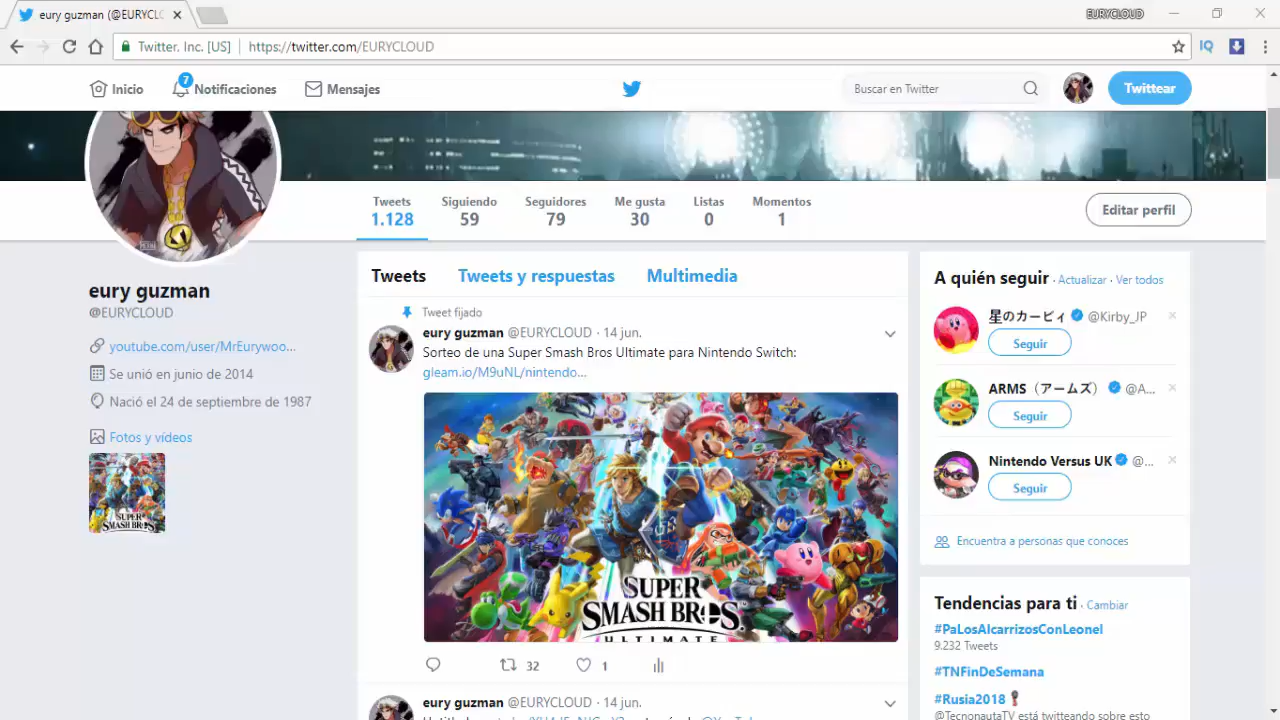 eury guzman (@EURYCLO
EURYCLOUD
Twitter. Inc. [US]
https://twitter.com/EURYCLOUD
IQ
Inicio
7
Notificaciones
Mensajes
Buscar en Twitter
Twittear
Tweets
1.128
Siguiendo
59
Seguidores
79
Me gusta
30
Listas
0
Momentos
1
Editar perfil
eury guzman
@EURYCLOUD
youtube.com/user/MrEurywoo...
Se unió en junio de 2014
Nació el 24 de septiembre de 1987
Fotos y vídeos
SUPER
SMASH BROS
Tweets Tweets y respuestas Multimedia
Tweet fijado
eury guzman @EURYCLOUD · 14 jun.
Sorteo de una Super Smash Bros Ultimate para Nintendo Switch:
gleam.io/M9uNL/nintendo...
SUPER
SMASH BROS.
ULTIMATE
32
1
eury guzman @EURYCLOUD · 14 jun.
A quién seguir · Actualizar · Ver todos
星のカービィ @Kirby_JP
Seguir
ARMS（アームズ） @A...
Seguir
Nintendo Versus UK @...
Seguir
Encuentra a personas que conoces
Tendencias para ti · Cambiar
#PaLosAlcarrizosConLeonel
9.232 Tweets
#TNFinDeSemana
#Rusia2018
@TecnonautaTV está twitteando sobre esto